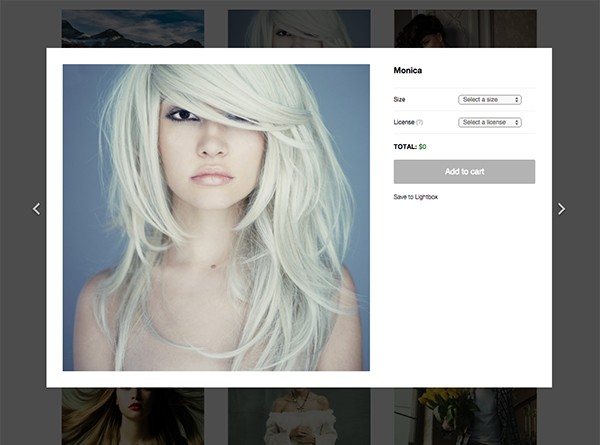 Monica
Size Select a size
License (?) Select a license
TOTAL: $0
Add to cart
Save to Lightbox